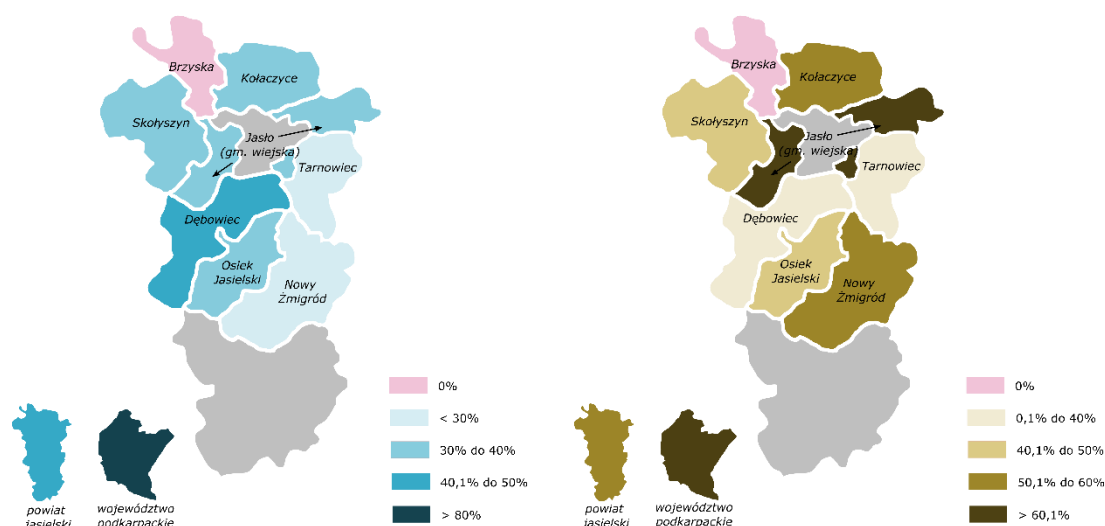 Brzyska
Kołaczyce
Skołyszyn
Jasło
(gm. wiejska)
Tarnowiec
Dębowiec
Osiek
Jasielski
Nowy
Żmigród
0%
< 30%
30% do 40%
40,1% do 50%
> 80%
powiat
jasielski
województwo
podkarpackie
Brzyska
Kołaczyce
Skołyszyn
Jasło
(gm. wiejska)
Tarnowiec
Dębowiec
Osiek
Jasielski
Nowy
Żmigród
0%
0,1% do 40%
40,1% do 50%
50,1% do 60%
> 60,1%
powiat
jasielski
województwo
podkarpackie